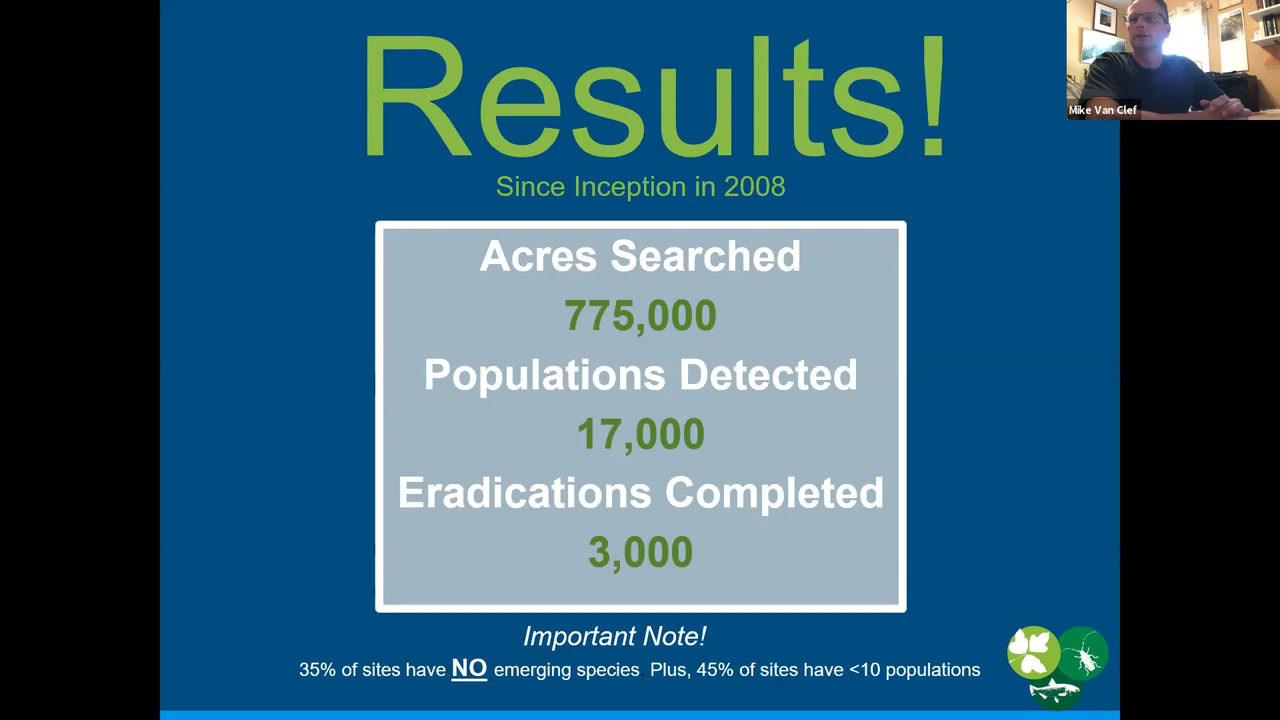 Results!
Since Inception in 2008
Acres Searched
775,000
Populations Detected
17,000
Eradications Completed
3,000
Important Note!
35% of sites have NO emerging species  Plus, 45% of sites have <10 populations
Mike Van Clef